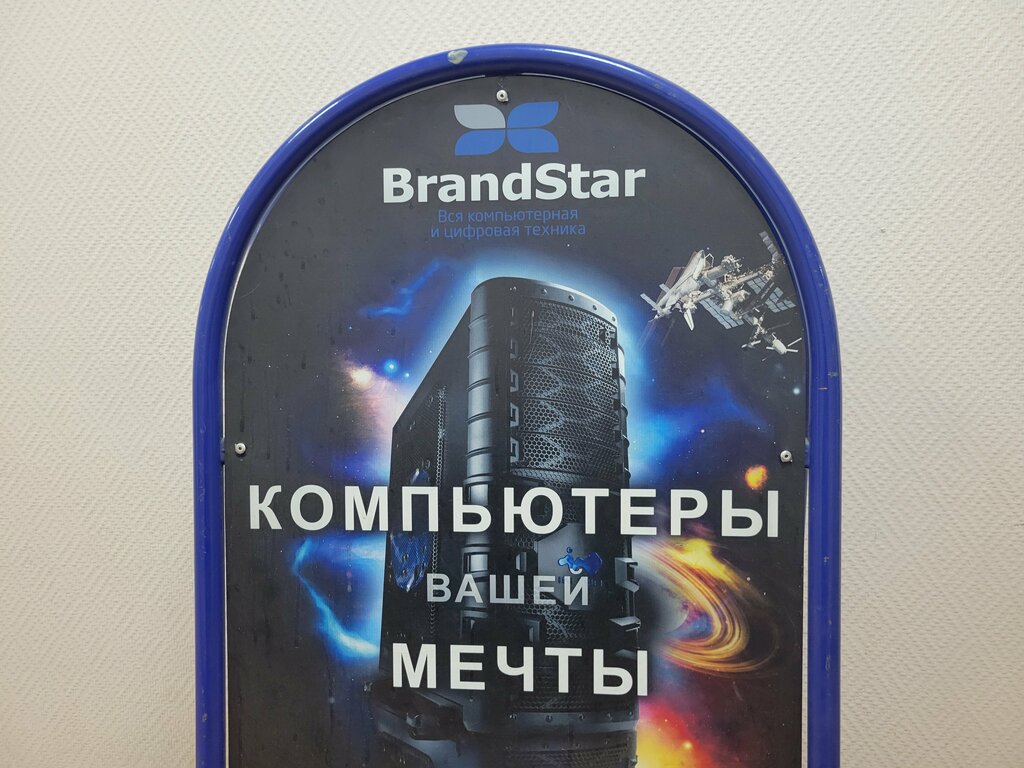 BrandStar
Вся компьютерная
и цифровая техника
КОМПЬЮТЕРЫ
ВАШЕЙ
МЕЧТЫ